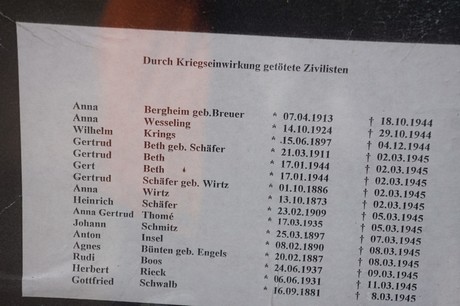 Durch Kriegseinwirkung getötete Zivilisten
Anna Bergheim geb.Breuer * 07.04.1913 † 18.10.1944
Anna Wesseling * 14.10.1924 † 29.10.1944
Wilhelm Krings * 15.06.1897 † 04.12.1944
Gertrud Beth geb. Schäfer * 21.03.1911 † 02.03.1945
Gertrud Beth * 17.01.1944 † 02.03.1945
Gert Beth * 17.01.1944 † 02.03.1945
Gertrud Schäfer geb. Wirtz * 01.10.1886 † 02.03.1945
Anna Wirtz * 13.10.1873 † 02.03.1945
Heinrich Schäfer * 23.02.1909 † 05.03.1945
Anna Gertrud Thomé * 17.03.1935 † 05.03.1945
Johann Schmitz * 25.03.1897 † 07.03.1945
Anton Insel * 08.02.1890 † 08.03.1945
Agnes Bünten geb. Engels * 20.02.1887 † 08.03.1945
Rudi Boos * 24.06.1937 † 09.03.1945
Herbert Rieck * 06.06.1931 † 11.03.1945
Gottfried Schwalb * 16.09.1881 † 8.03.1945